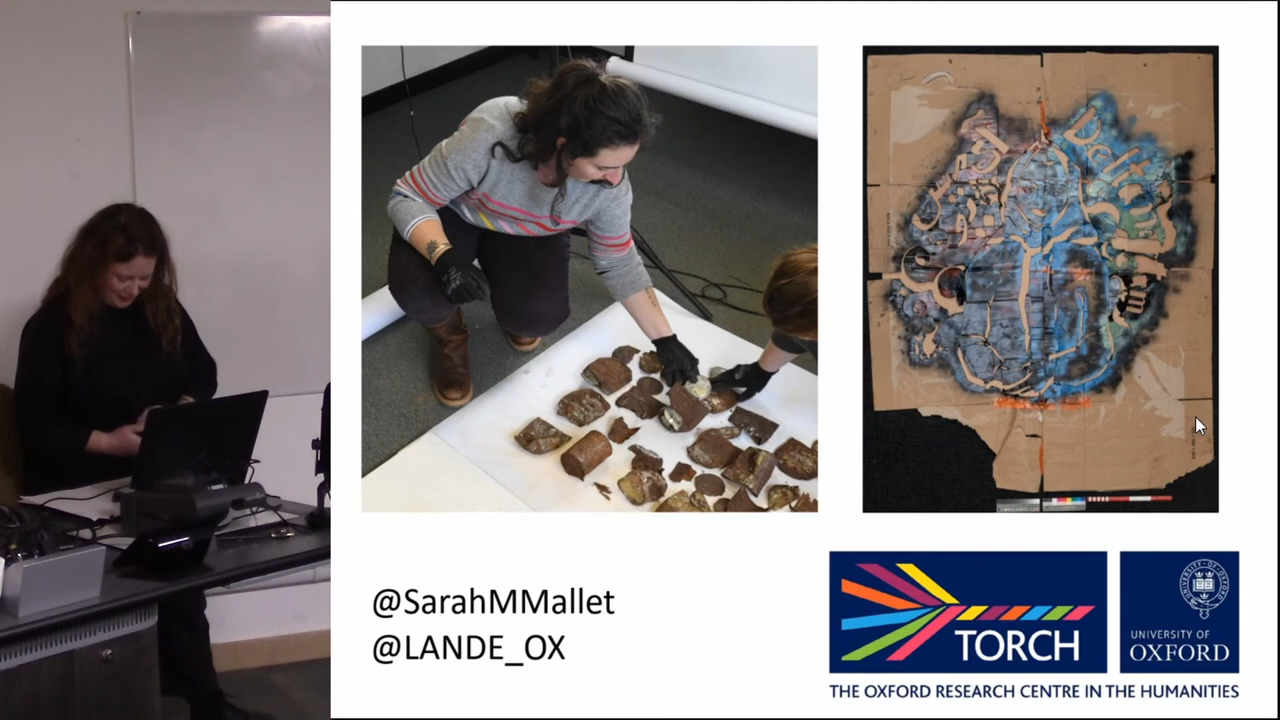 @SarahMMallet
@LANDE_OX
TORCH
UNIVERSITY OF
OXFORD
THE OXFORD RESEARCH CENTRE IN THE HUMANITIES